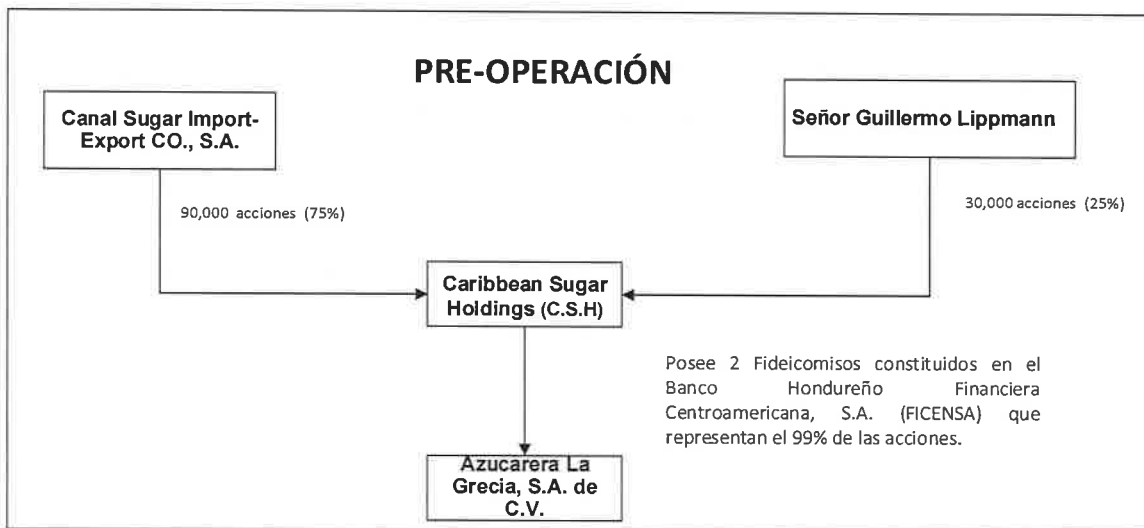 PRE-OPERACIÓN
Canal Sugar Import-
Export CO., S.A.
Señor Guillermo Lippmann
90,000 acciones (75%)
30,000 acciones (25%)
Caribbean Sugar
Holdings (C.S.H)
Posee 2 Fideicomisos constituidos en el
Banco Hondureño Financiera
Centroamericana, S.A. (FICENSA) que
representan el 99% de las acciones.
Azucarera La
Grecia, S.A. de
C.V.